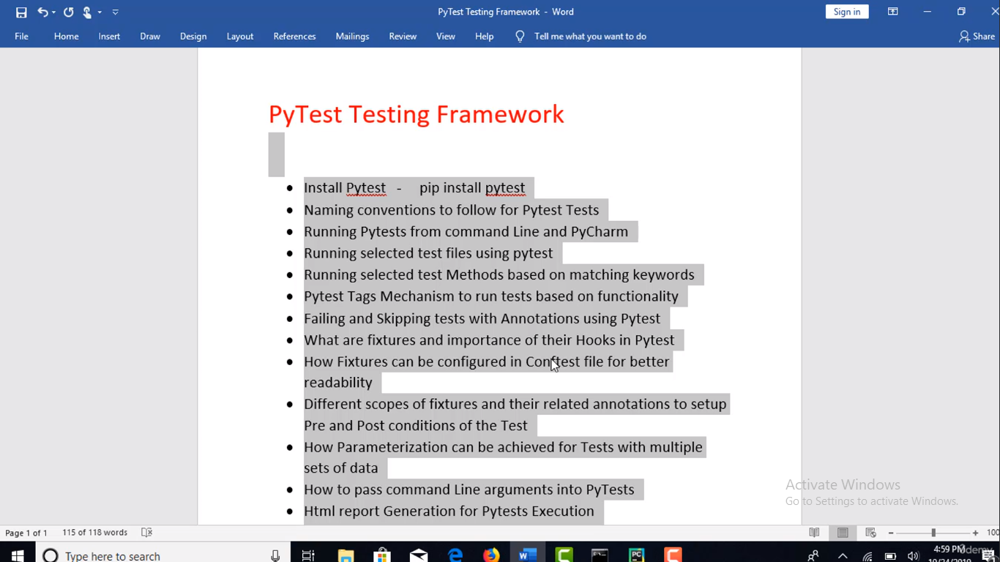 PyTest Testing Framework - Word
Sign in
File Home Insert Draw Design Layout References Mailings Review View Help Tell me what you want to do Share
PyTest Testing Framework
Install Pytest - pip install pytest
Naming conventions to follow for Pytest Tests
Running Pytests from command Line and PyCharm
Running selected test files using pytest
Running selected test Methods based on matching keywords
Pytest Tags Mechanism to run tests based on functionality
Failing and Skipping tests with Annotations using Pytest
What are fixtures and importance of their Hooks in Pytest
How Fixtures can be configured in Conftest file for better
readability
Different scopes of fixtures and their related annotations to setup
Pre and Post conditions of the Test
How Parameterization can be achieved for Tests with multiple
sets of data
How to pass command Line arguments into PyTests
Html report Generation for Pytests Execution
Activate Windows
Go to Settings to activate Windows.
Page 1 of 1 115 of 118 words 100
Type here to search
4:59 PM
Udemy